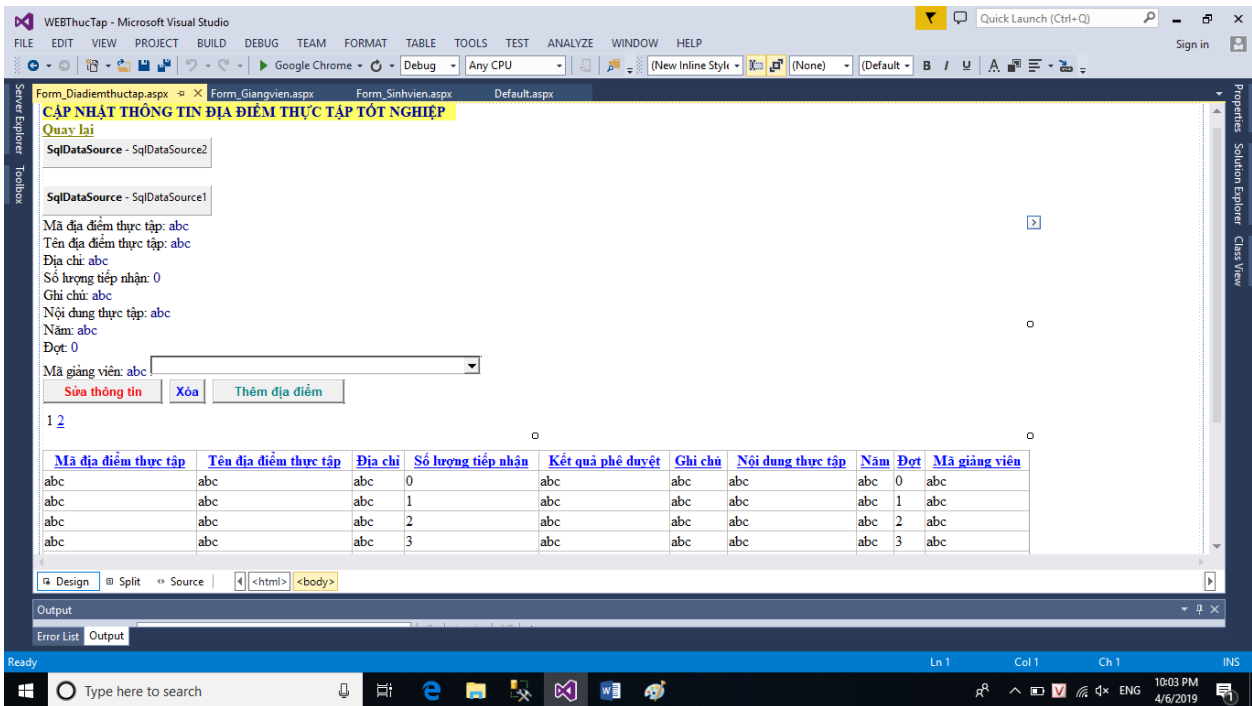 WEBThucTap - Microsoft Visual Studio
Quick Launch (Ctrl+Q)
FILE EDIT VIEW PROJECT BUILD DEBUG TEAM FORMAT TABLE TOOLS TEST ANALYZE WINDOW HELP
Sign in
Google Chrome Debug Any CPU (New Inline Style (None) (Default B I U A
Server Explorer
Toolbox
Properties
Solution Explorer
Class View
Form_Diadiemthuctap.aspx Form_Giangvien.aspx Form_Sinhvien.aspx Default.aspx
CẬP NHẬT THÔNG TIN ĐỊA ĐIỂM THỰC TẬP TỐT NGHIỆP
Quay lại
SqlDataSource - SqlDataSource2
SqlDataSource - SqlDataSource1
Mã địa điểm thực tập: abc
Tên địa điểm thực tập: abc
Địa chỉ: abc
Số lượng tiếp nhận: 0
Ghi chú: abc
Nội dung thực tập: abc
Năm: abc
Đợt: 0
Mã giảng viên: abc
Sửa thông tin Xóa Thêm địa điểm
1 2
Mã địa điểm thực tập Tên địa điểm thực tập Địa chỉ Số lượng tiếp nhận Kết quả phê duyệt Ghi chú Nội dung thực tập Năm Đợt Mã giảng viên
abc abc abc 0 abc abc abc abc 0 abc
abc abc abc 1 abc abc abc abc 1 abc
abc abc abc 2 abc abc abc abc 2 abc
abc abc abc 3 abc abc abc abc 3 abc
Design Split Source <html> <body>
Output
Error List Output
Ready Ln 1 Col 1 Ch 1 INS
Type here to search
V ENG
10:03 PM
4/6/2019
1